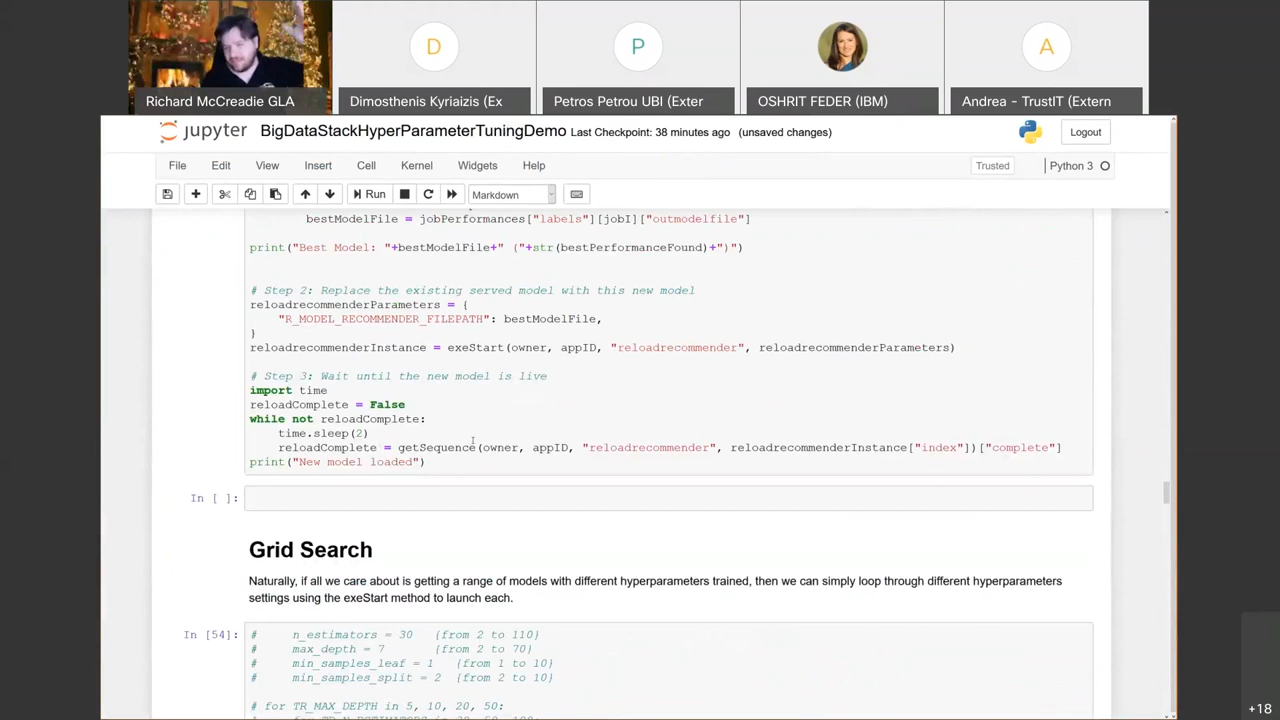 D
P
A
Richard McCreadie GLA
Dimosthenis Kyriaizis (Ex
Petros Petrou UBI (Exter
OSHRIT FEDER (IBM)
Andrea - TrustIT (Extern
jupyter BigDataStackHyperParameterTuningDemo Last Checkpoint: 38 minutes ago (unsaved changes)
Logout
File Edit View Insert Cell Kernel Widgets Help
Trusted
Python 3
Run
Markdown
bestModelFile = jobPerformances["labels"][jobI]["outmodelfile"]
print("Best Model: "+bestModelFile+" ("+str(bestPerformanceFound)+")")
# Step 2: Replace the existing served model with this new model
reloadrecommenderParameters = {
"R_MODEL_RECOMMENDER_FILEPATH": bestModelFile,
}
reloadrecommenderInstance = exeStart(owner, appID, "reloadrecommender", reloadrecommenderParameters)
# Step 3: Wait until the new model is live
import time
reloadComplete = False
while not reloadComplete:
time.sleep(2)
reloadComplete = getSequence(owner, appID, "reloadrecommender", reloadrecommenderInstance["index"])["complete"]
print("New model loaded")
In [ ]:
Grid Search
Naturally, if all we care about is getting a range of models with different hyperparameters trained, then we can simply loop through different hyperparameters
settings using the exeStart method to launch each.
In [54]:
# n_estimators = 30 {from 2 to 110}
# max_depth = 7 {from 2 to 70}
# min_samples_leaf = 1 {from 1 to 10}
# min_samples_split = 2 {from 2 to 10}
# for TR_MAX_DEPTH in 5, 10, 20, 50:
+18